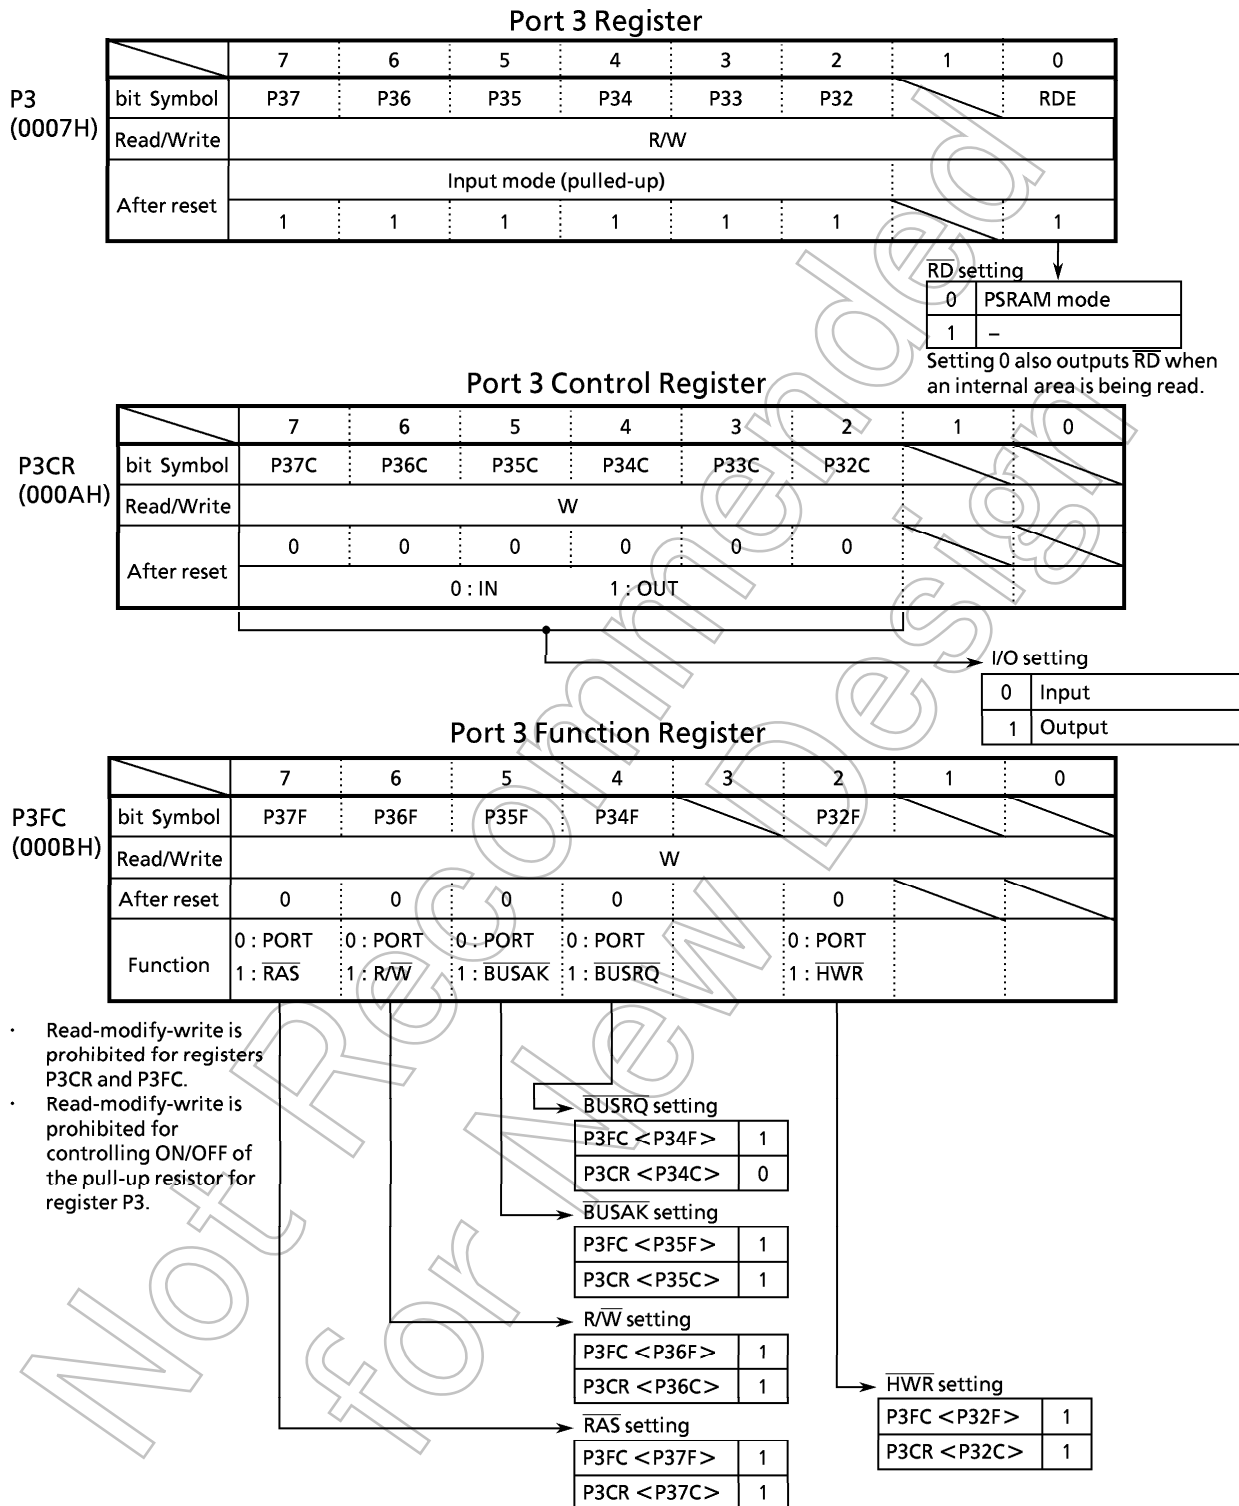 Port 3 Register
7 6 5 4 3 2 1 0
P3
(0007H)
bit Symbol P37 P36 P35 P34 P33 P32 RDE
Read/Write R/W
After reset
Input mode (pulled-up)
1 1 1 1 1 1 1
RD setting
0 PSRAM mode
1 –
Setting 0 also outputs RD when
an internal area is being read.
Port 3 Control Register
7 6 5 4 3 2 1 0
P3CR
(000AH)
bit Symbol P37C P36C P35C P34C P33C P32C
Read/Write W
After reset
0 0 0 0 0 0
0 : IN 1 : OUT
I/O setting
0 Input
1 Output
Port 3 Function Register
7 6 5 4 3 2 1 0
P3FC
(000BH)
bit Symbol P37F P36F P35F P34F P32F
Read/Write W
After reset 0 0 0 0 0
Function
0 : PORT 0 : PORT 0 : PORT 0 : PORT 0 : PORT
1 : RAS 1 : R/W 1 : BUSAK 1 : BUSRQ 1 : HWR
· Read-modify-write is
prohibited for registers
P3CR and P3FC.
· Read-modify-write is
prohibited for
controlling ON/OFF of
the pull-up resistor for
register P3.
BUSRQ setting
P3FC <P34F> 1
P3CR <P34C> 0
BUSAK setting
P3FC <P35F> 1
P3CR <P35C> 1
R/W setting
P3FC <P36F> 1
P3CR <P36C> 1
RAS setting
P3FC <P37F> 1
P3CR <P37C> 1
HWR setting
P3FC <P32F> 1
P3CR <P32C> 1
Not Recommended
for New Design